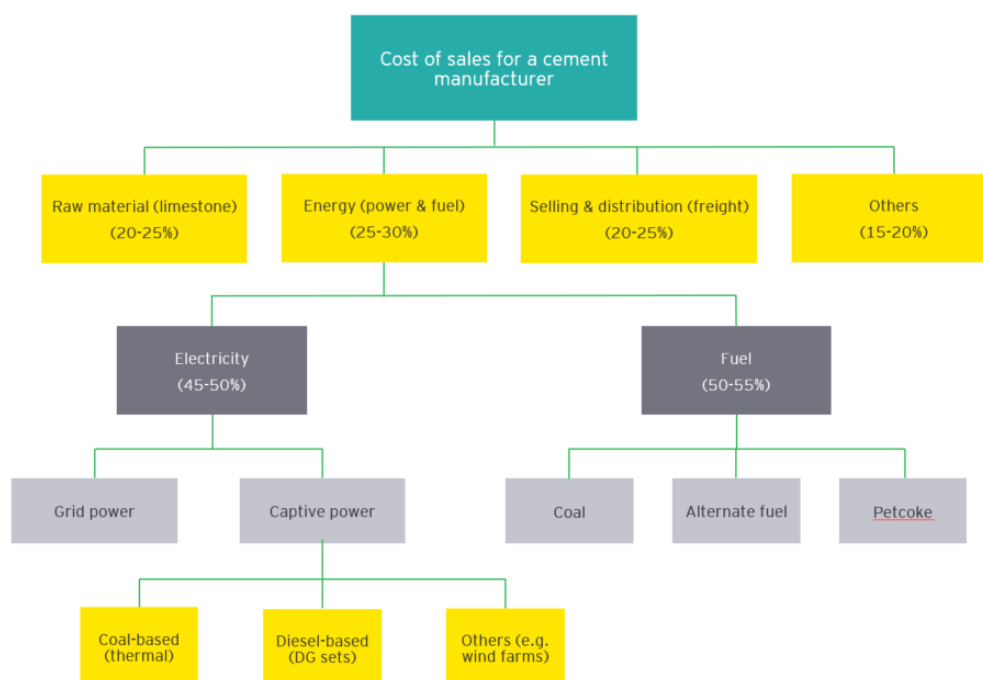 Cost of sales for a cement
manufacturer
Raw material (limestone)
(20-25%)
Energy (power & fuel)
(25-30%)
Selling & distribution (freight)
(20-25%)
Others
(15-20%)
Electricity
(45-50%)
Fuel
(50-55%)
Grid power
Captive power
Coal
Alternate fuel
Petcoke
Coal-based
(thermal)
Diesel-based
(DG sets)
Others (e.g.
wind farms)